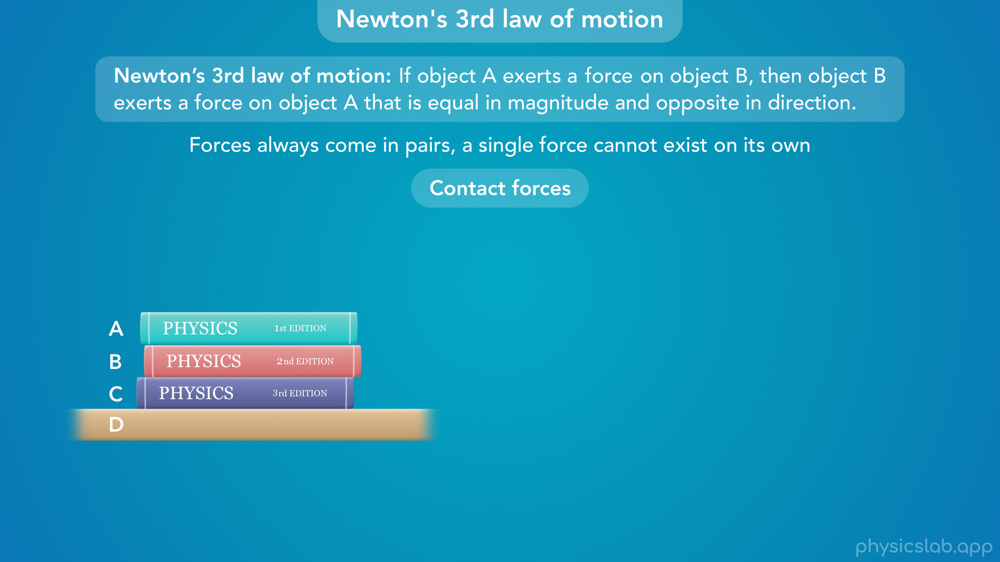 Newton's 3rd law of motion
Newton’s 3rd law of motion: If object A exerts a force on object B, then object B
exerts a force on object A that is equal in magnitude and opposite in direction.
Forces always come in pairs, a single force cannot exist on its own
Contact forces
A PHYSICS 1st EDITION
B PHYSICS 2nd EDITION
C PHYSICS 3rd EDITION
D
physicslab.app